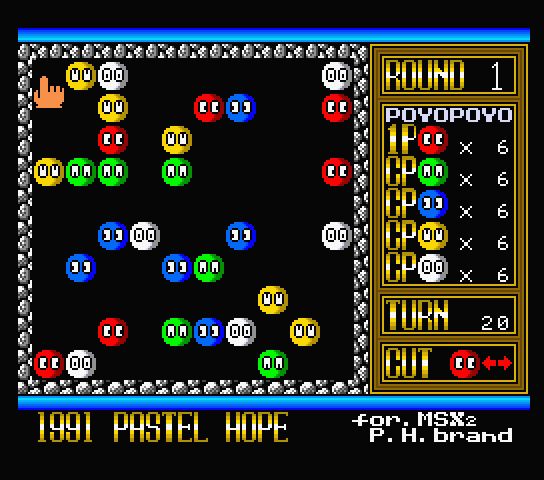 ROUND 1
POYOPOYO
1P x 6
CP x 6
CP x 6
CP x 6
CP x 6
TURN 20
CUT
1991 PASTEL HOPE
for. MSX2
P. H. brand